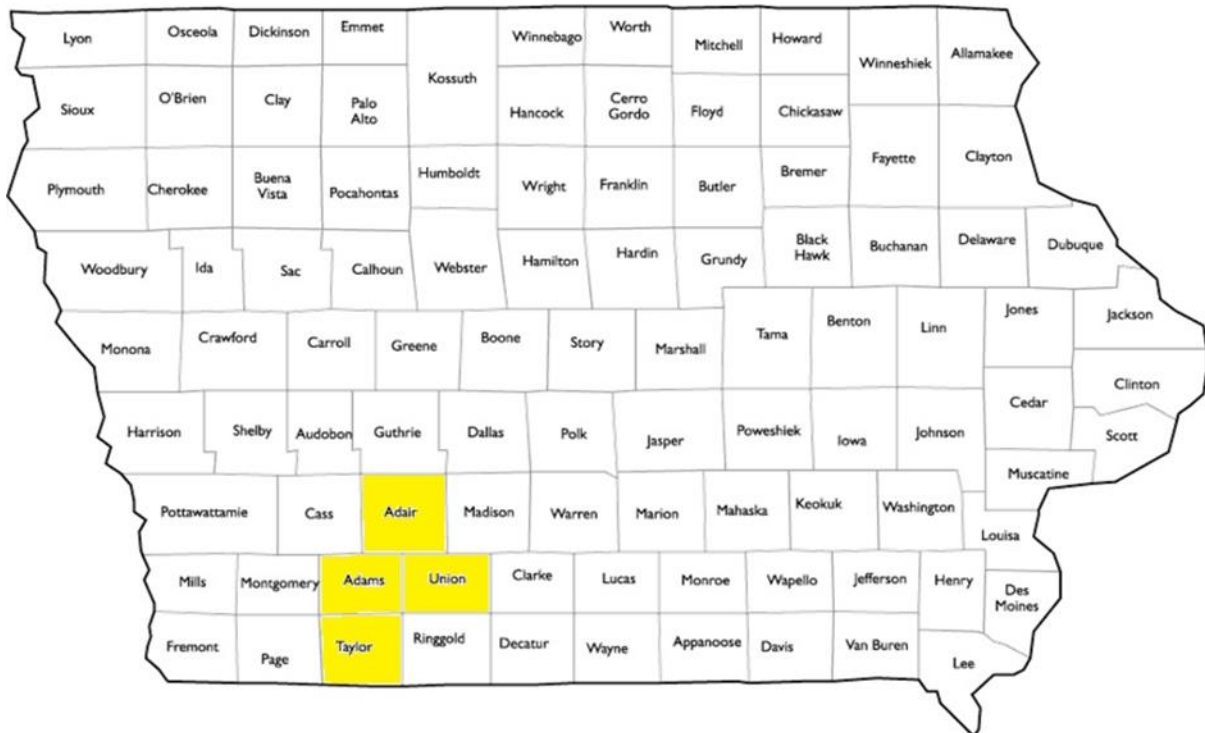 Lyon
Osceola
Dickinson
Emmet
Kossuth
Winnebago
Worth
Mitchell
Howard
Winneshiek
Allamakee
Sioux
O'Brien
Clay
Palo
Alto
Hancock
Cerro
Gordo
Floyd
Chickasaw
Fayette
Clayton
Plymouth
Cherokee
Buena
Vista
Pocahontas
Humboldt
Wright
Franklin
Butler
Bremer
Woodbury
Ida
Sac
Calhoun
Webster
Hamilton
Hardin
Grundy
Black
Hawk
Buchanan
Delaware
Dubuque
Monona
Crawford
Carroll
Greene
Boone
Story
Marshall
Tama
Benton
Linn
Jones
Jackson
Clinton
Harrison
Shelby
Audobon
Guthrie
Dallas
Polk
Jasper
Poweshiek
Iowa
Johnson
Cedar
Scott
Muscatine
Pottawattamie
Cass
Adair
Madison
Warren
Marion
Mahaska
Keokuk
Washington
Louisa
Mills
Montgomery
Adams
Union
Clarke
Lucas
Monroe
Wapello
Jefferson
Henry
Des
Moines
Fremont
Page
Taylor
Ringgold
Decatur
Wayne
Appanoose
Davis
Van Buren
Lee